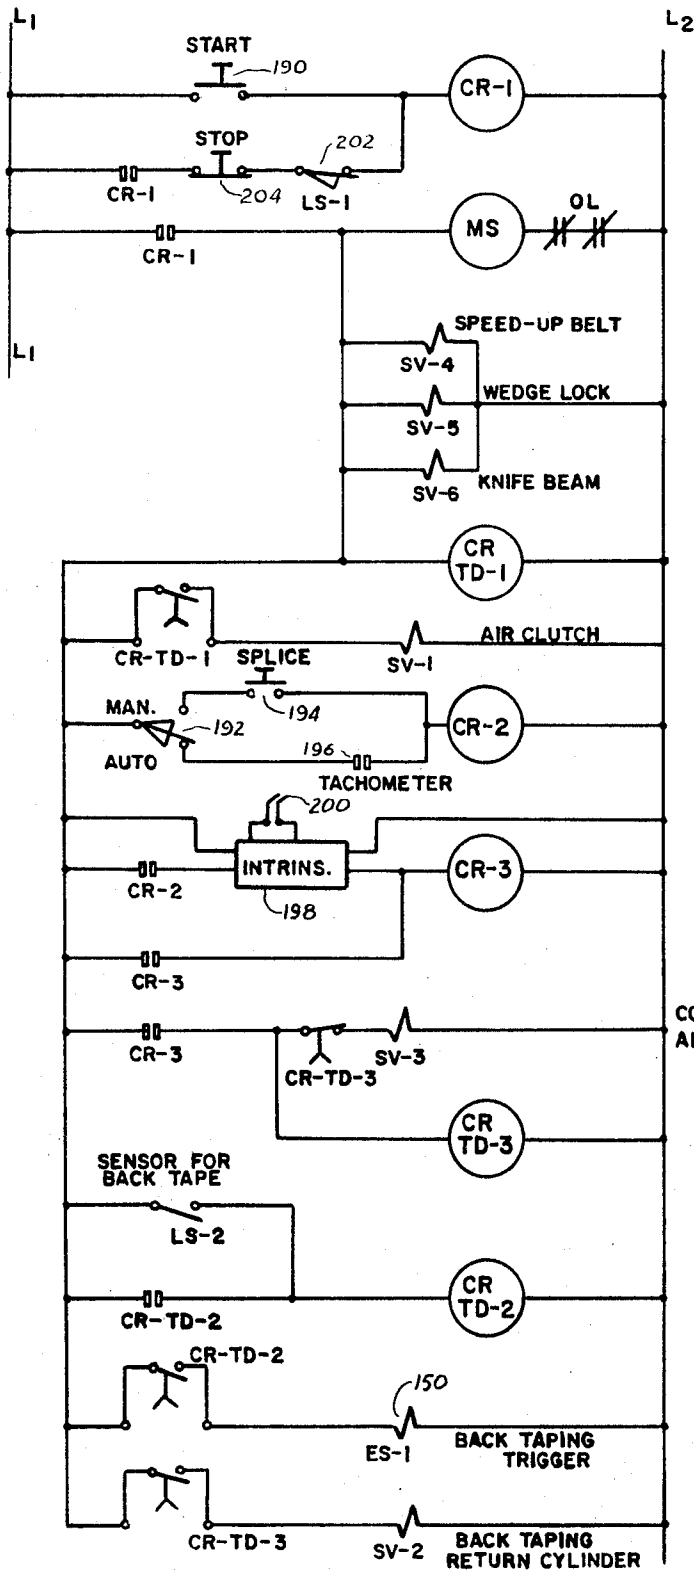 L1
L2
START
190
CR-1
STOP
202
CR-1
204
LS-1
OL
MS
CR-1
SPEED-UP BELT
L1
SV-4
WEDGE LOCK
SV-5
KNIFE BEAM
SV-6
CR
TD-1
AIR CLUTCH
CR-TD-1
SV-1
SPLICE
MAN.
192
194
CR-2
AUTO
196
TACHOMETER
200
INTRINS.
CR-3
CR-2
198
CR-3
CR-3
CR-TD-3
SV-3
CR
TD-3
SENSOR FOR
BACK TAPE
LS-2
CR
TD-2
CR-TD-2
CR-TD-2
150
ES-1
BACK TAPING
TRIGGER
CR-TD-3
SV-2
BACK TAPING
RETURN CYLINDER